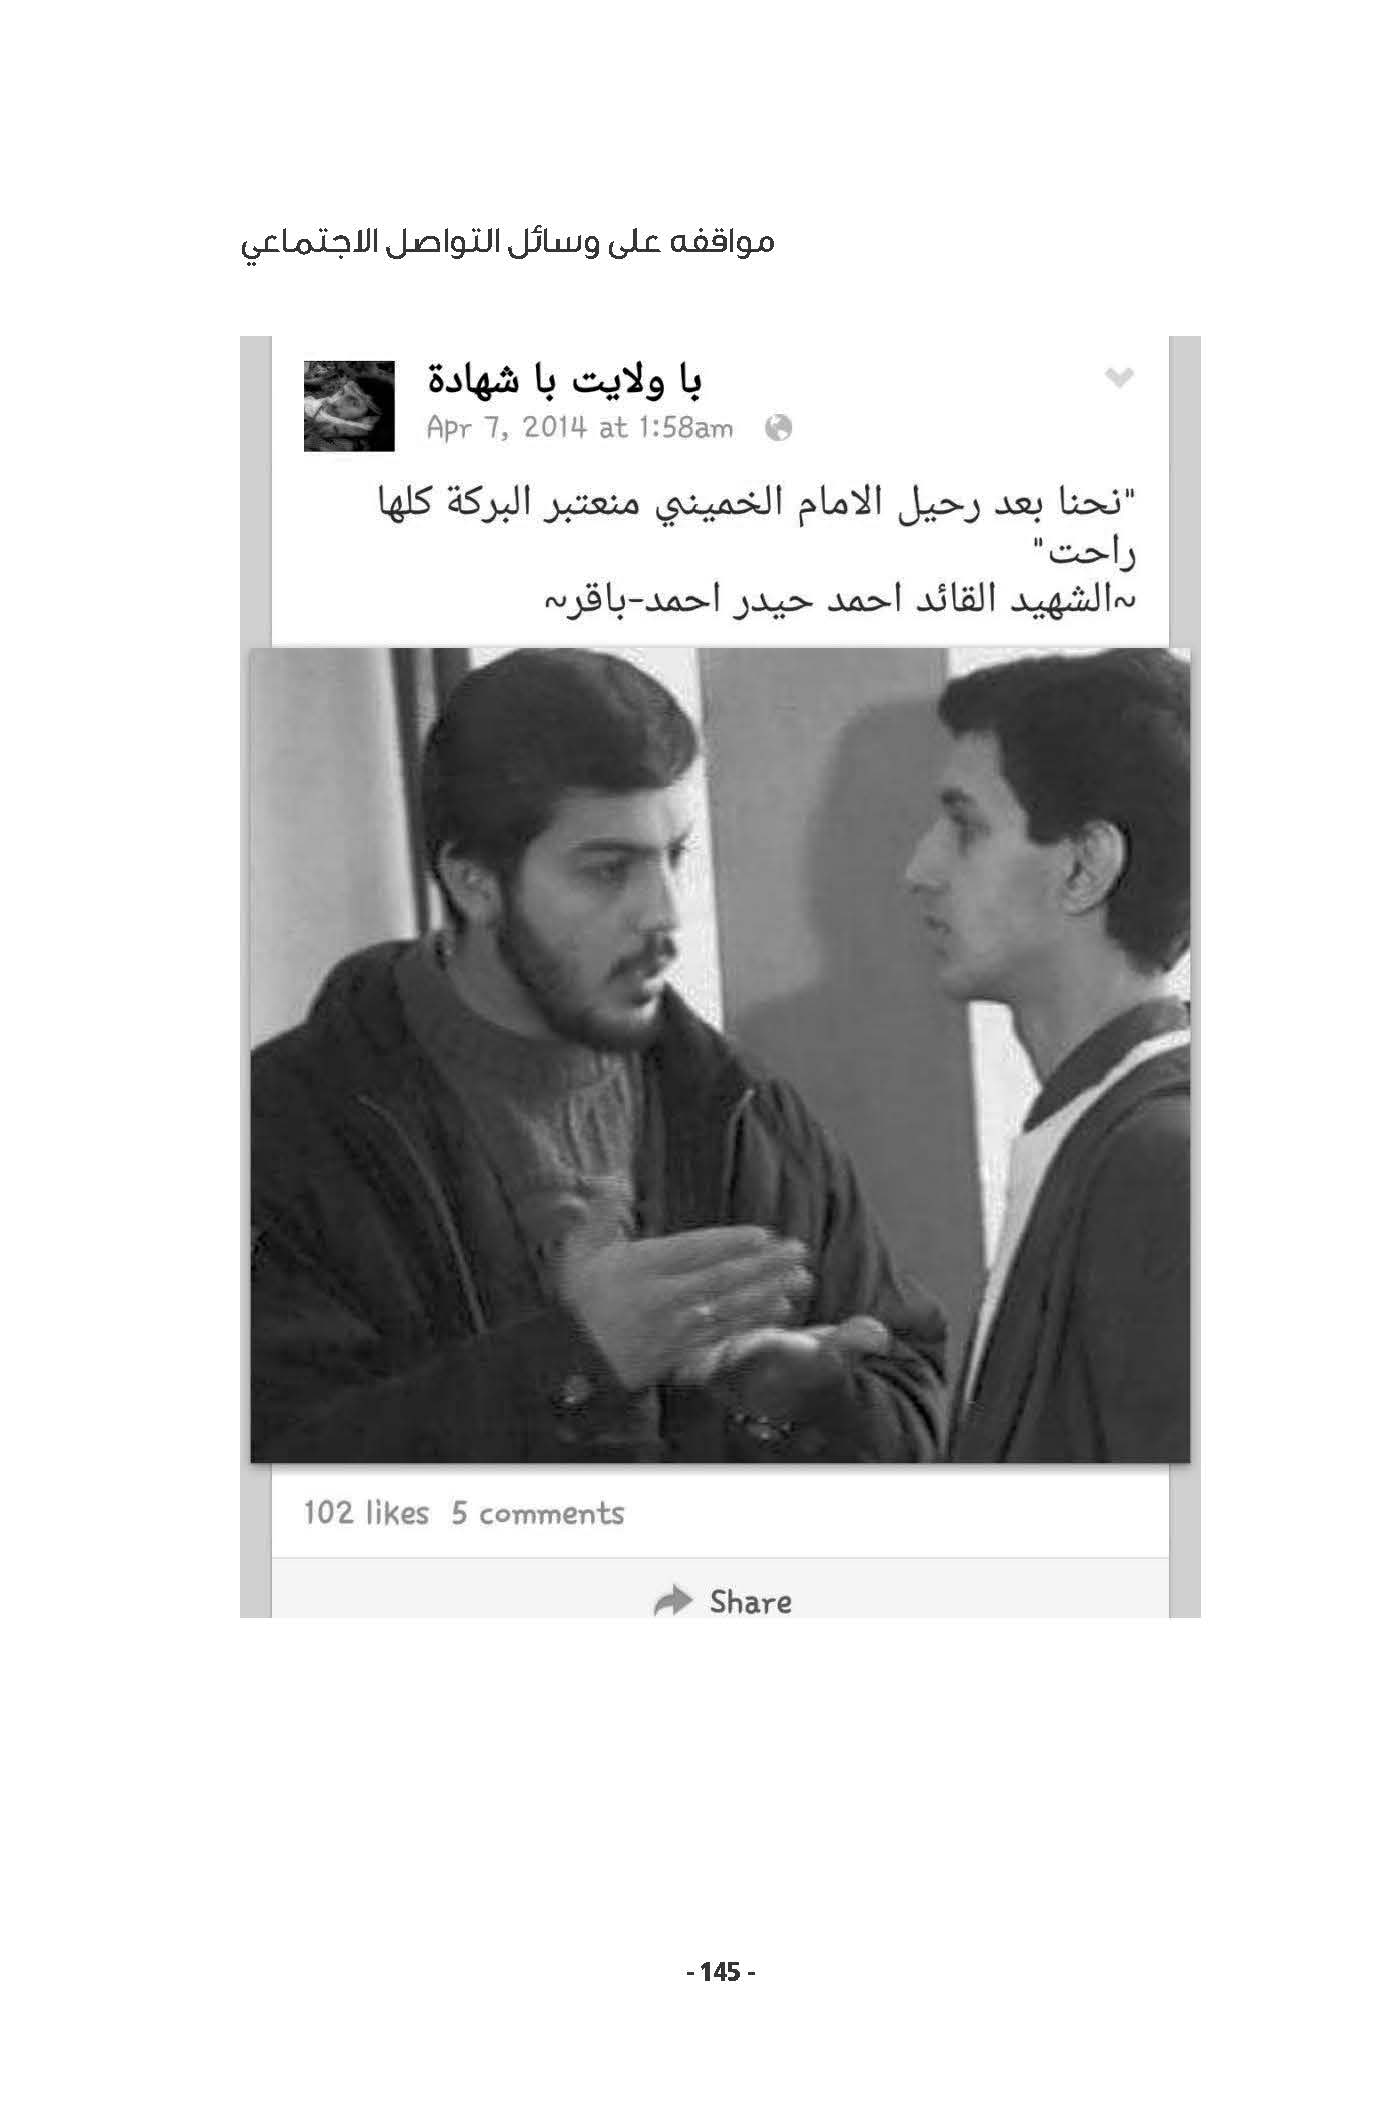 مواقفه على وسائل التواصل الاجتماعي
با ولايت با شهادة
Apr 7, 2014 at 1:58am
"نحنا بعد رحيل الامام الخميني منعتبر البركة كلها
راحت"
~الشهيد القائد احمد حيدر احمد-باقر~
102 likes 5 comments
Share
- 145 -